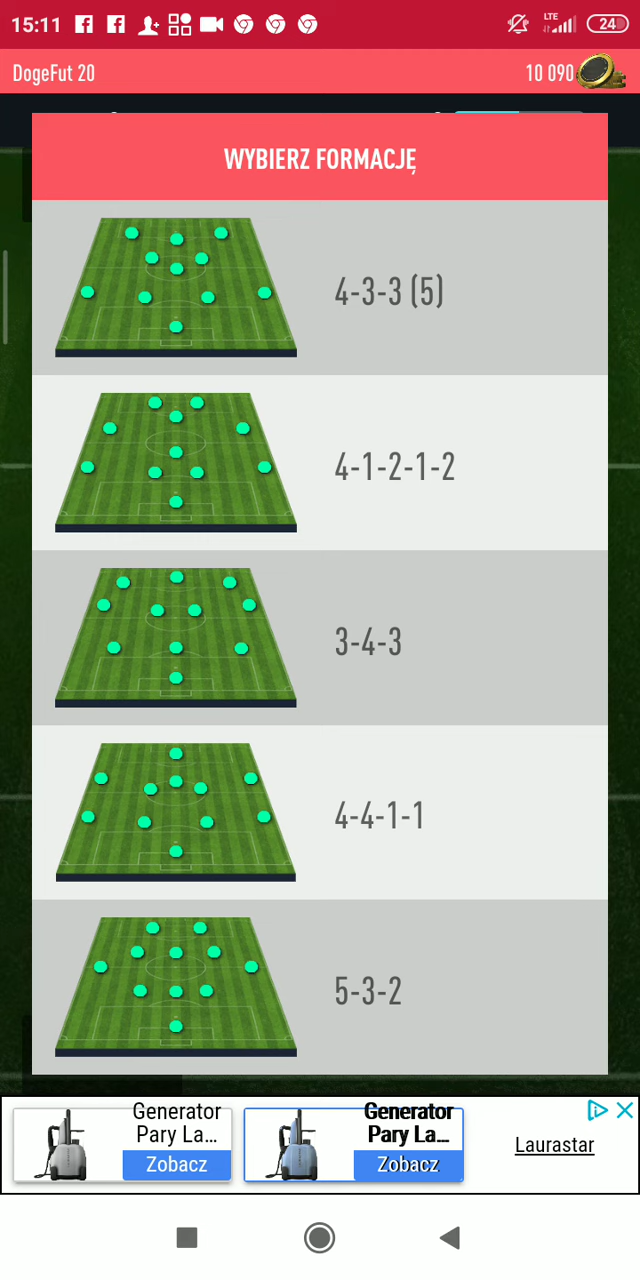 15:11
LTE
24
DogeFut 20
10 090
WYBIERZ FORMACJĘ
4-3-3 (5)
4-1-2-1-2
3-4-3
4-4-1-1
5-3-2
Generator
Pary La...
Zobacz
Generator
Pary La...
Zobacz
Laurastar